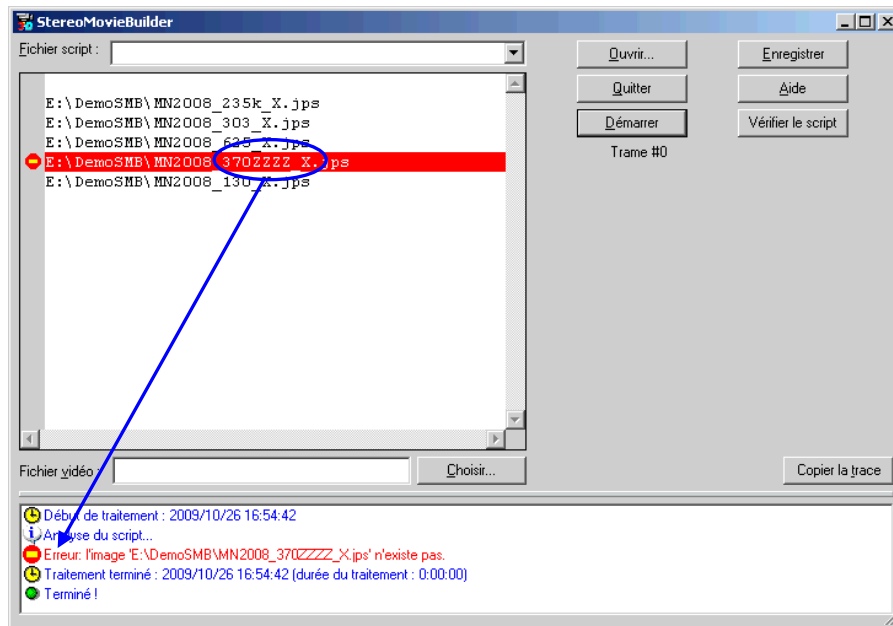 StereoMovieBuilder
Fichier script :
Ouvrir...
Enregistrer
Quitter
Aide
Démarrer
Vérifier le script
Trame #0
E:\DemoSMB\MN2008_235k_X.jps
E:\DemoSMB\MN2008_303_X.jps
E:\DemoSMB\MN2008_625_X.jps
E:\DemoSMB\MN2008_370ZZZZ_X.jps
E:\DemoSMB\MN2008_130_X.jps
Fichier vidéo :
Choisir...
Copier la trace
Début de traitement : 2009/10/26 16:54:42
Analyse du script...
Erreur: l'image 'E:\DemoSMB\MN2008_370ZZZZ_X.jps' n'existe pas.
Traitement terminé : 2009/10/26 16:54:42 (durée du traitement : 0:00:00)
Terminé !